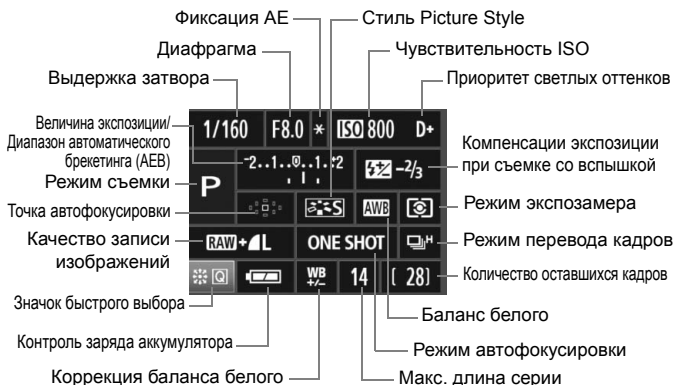 Фиксация AE
Стиль Picture Style
Диафрагма
Чувствительность ISO
Выдержка затвора
Приоритет светлых оттенков
1/160 F8.0 * ISO 800 D+
Величина экспозиции/
Диапазон автоматического
брекетинга (AEB)
-2..1..0..1..+2
-2/3
Компенсации экспозиции
при съемке со вспышкой
Режим съемки
P
Точка автофокусировки
S AWB
Режим экспозамера
Качество записи
изображений
RAW+L ONE SHOT H
Режим перевода кадров
Q WB +/- 14 [ 28]
Количество оставшихся кадров
Значок быстрого выбора
Баланс белого
Контроль заряда аккумулятора
Режим автофокусировки
Коррекция баланса белого
Макс. длина серии